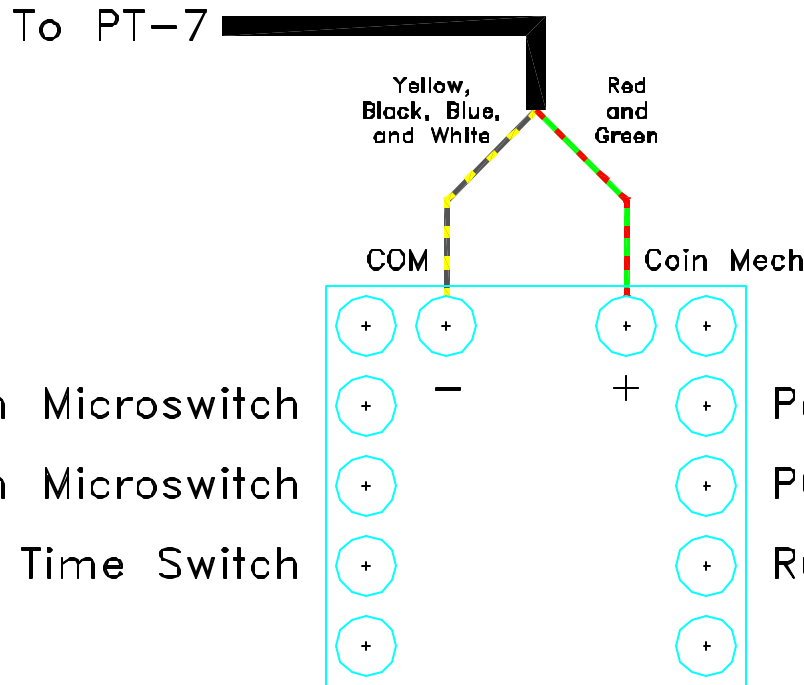 To PT-7
Yellow,
Black, Blue,
and White
Red
and
Green
COM
Coin Mech
−
+
Microswitch
Microswitch
Time Switch